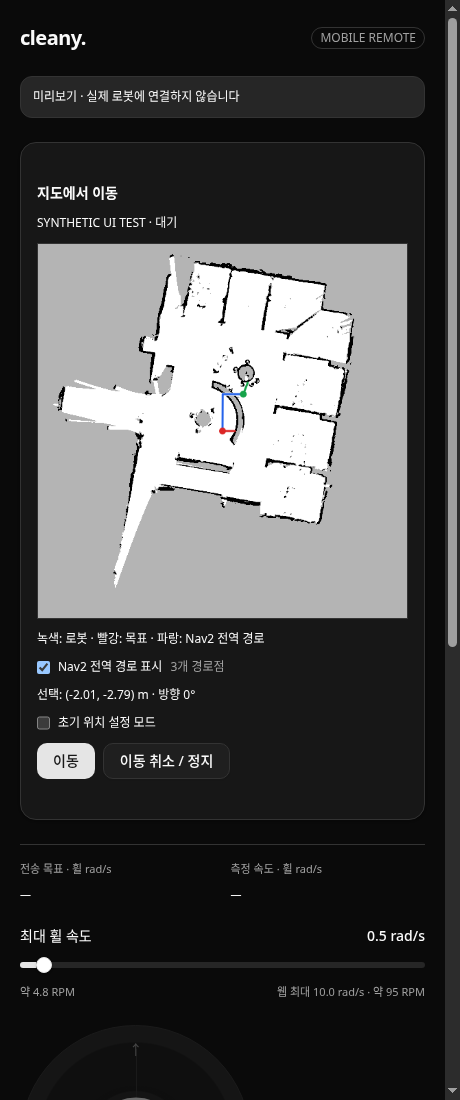 cleany.
MOBILE REMOTE
미리보기 · 실제 로봇에 연결하지 않습니다
지도에서 이동
SYNTHETIC UI TEST · 대기
녹색: 로봇 · 빨강: 목표 · 파랑: Nav2 전역 경로
Nav2 전역 경로 표시 3개 경로점
선택: (-2.01, -2.79) m · 방향 0°
초기 위치 설정 모드
이동
이동 취소 / 정지
전송 목표 · 휠 rad/s
측정 속도 · 휠 rad/s
—
—
최대 휠 속도
0.5 rad/s
약 4.8 RPM
웹 최대 10.0 rad/s · 약 95 RPM
↑